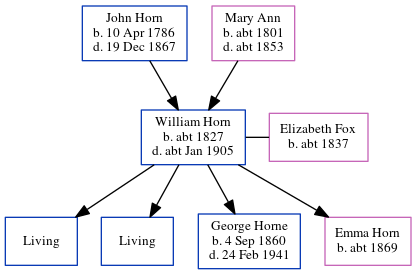 John Horn
b. 10 Apr 1786
d. 19 Dec 1867
Mary Ann
b. abt 1801
d. abt 1853
William Horn
b. abt 1827
d. abt Jan 1905
Elizabeth Fox
b. abt 1837
Living
Living
George Horne
b. 4 Sep 1860
d. 24 Feb 1941
Emma Horn
b. abt 1869